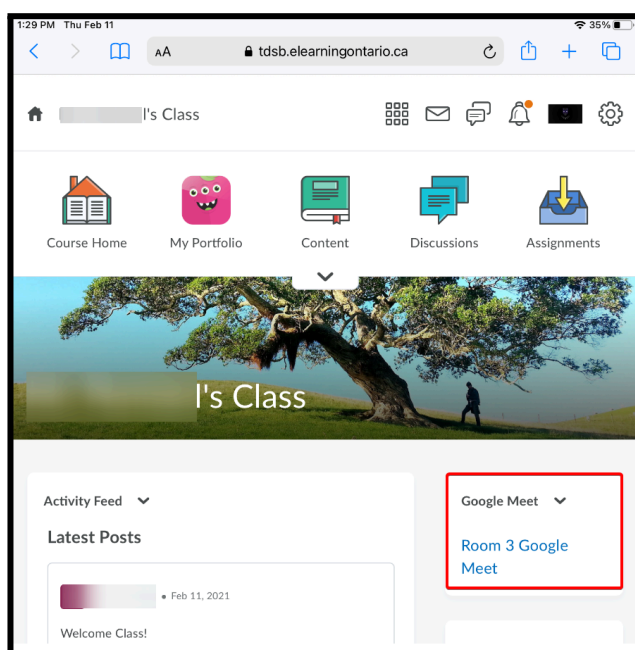 1:29 PM Thu Feb 11
35%
AA
tdsb.elearningontario.ca
l's Class
Course Home
My Portfolio
Content
Discussions
Assignments
l's Class
Activity Feed
Latest Posts
• Feb 11, 2021
Welcome Class!
Google Meet
Room 3 Google
Meet